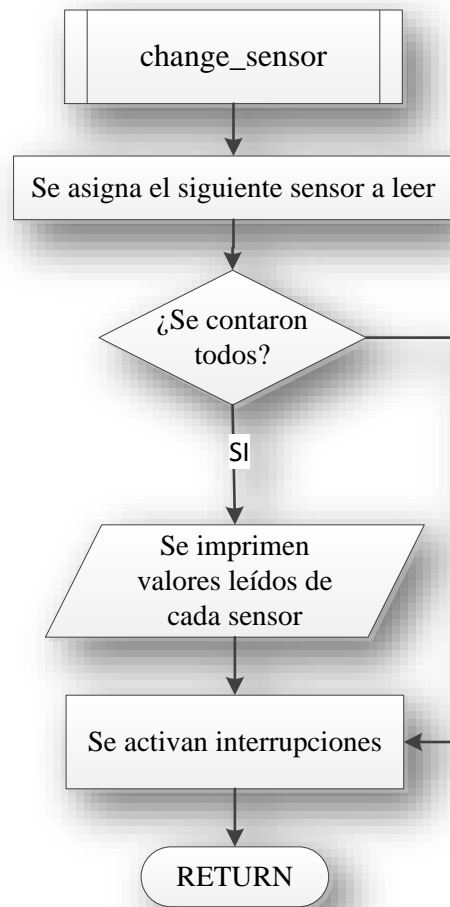 change_sensor
Se asigna el siguiente sensor a leer
¿Se contaron
todos?
SI
Se imprimen
valores leídos de
cada sensor
Se activan interrupciones
RETURN